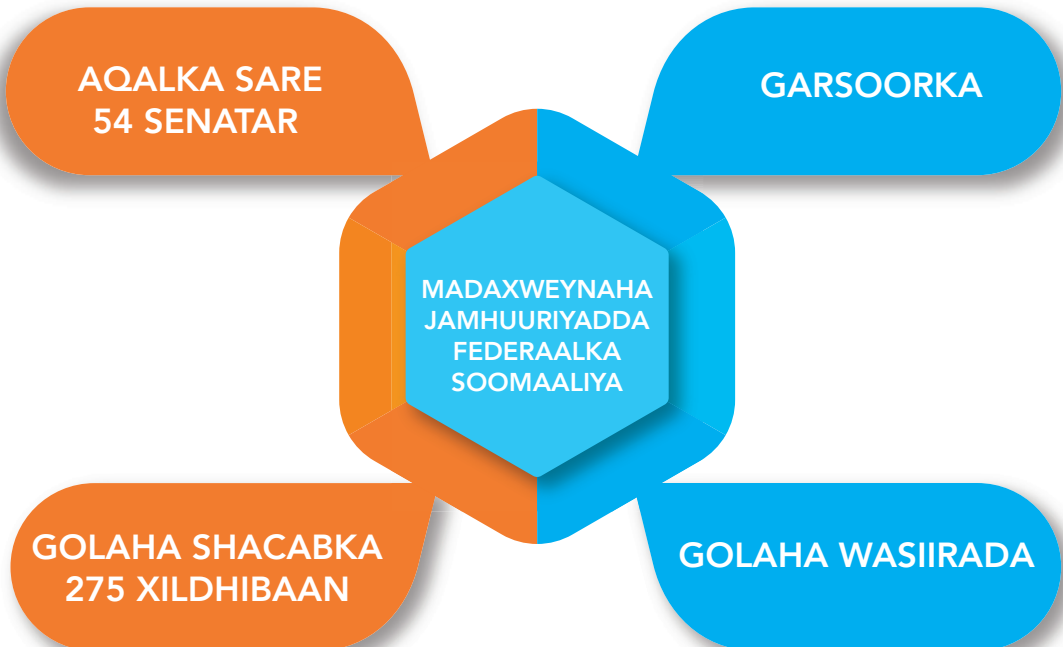 AQALKA SARE
54 SENATAR
GARSOORKA
MADAXWEYNAHA
JAMHUURIYADDA
FEDERAALKA
SOOMAALIYA
GOLAHA SHACABKA
275 XILDHIBAAN
GOLAHA WASIIRADA